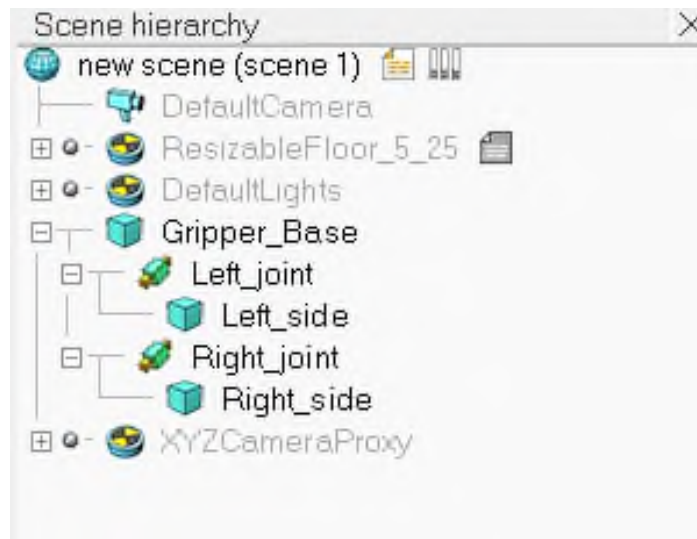 Scene hierarchy
new scene (scene 1)
DefaultCamera
ResizableFloor_5_25
DefaultLights
Gripper_Base
Left_joint
Left_side
Right_joint
Right_side
XYZCameraProxy